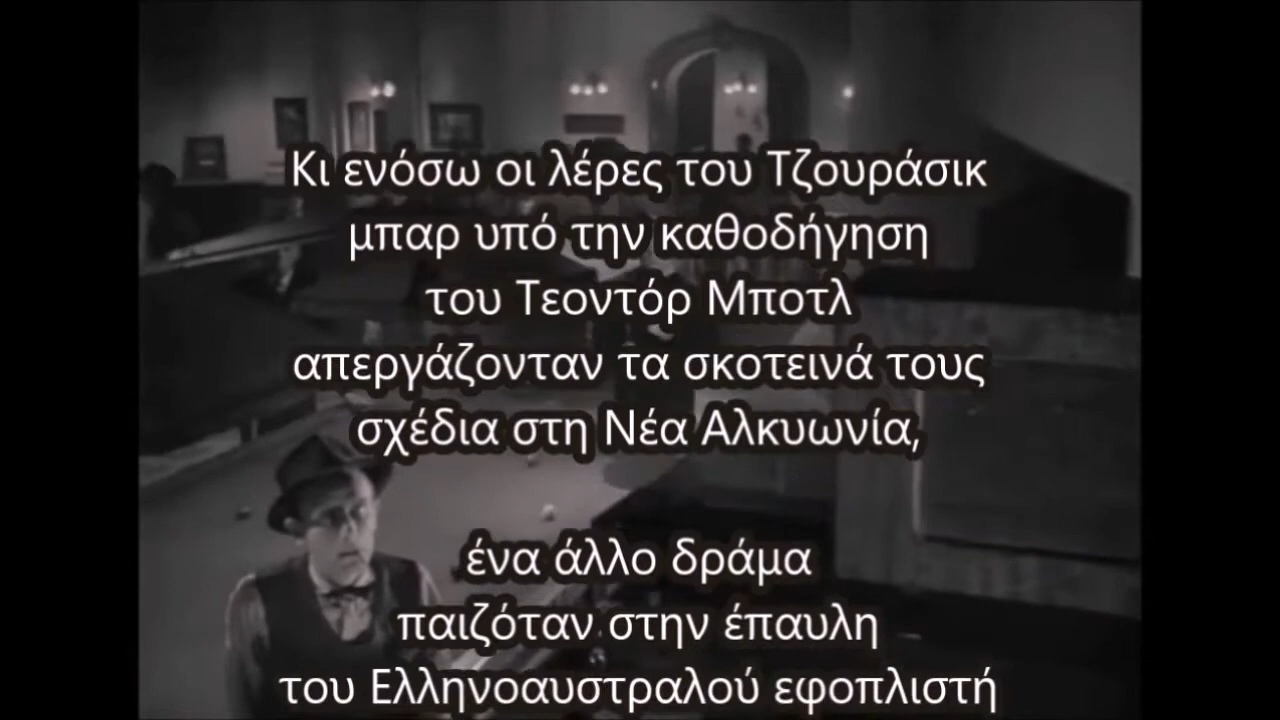 Κι ενόσω οι λέρες του Τζουράσικ
μπαρ υπό την καθοδήγηση
του Τεοντόρ Μποτλ
απεργάζονταν τα σκοτεινά τους
σχέδια στη Νέα Αλκυωνία,
ένα άλλο δράμα
παιζόταν στην έπαυλη
του Ελληνοαυστραλού εφοπλιστή